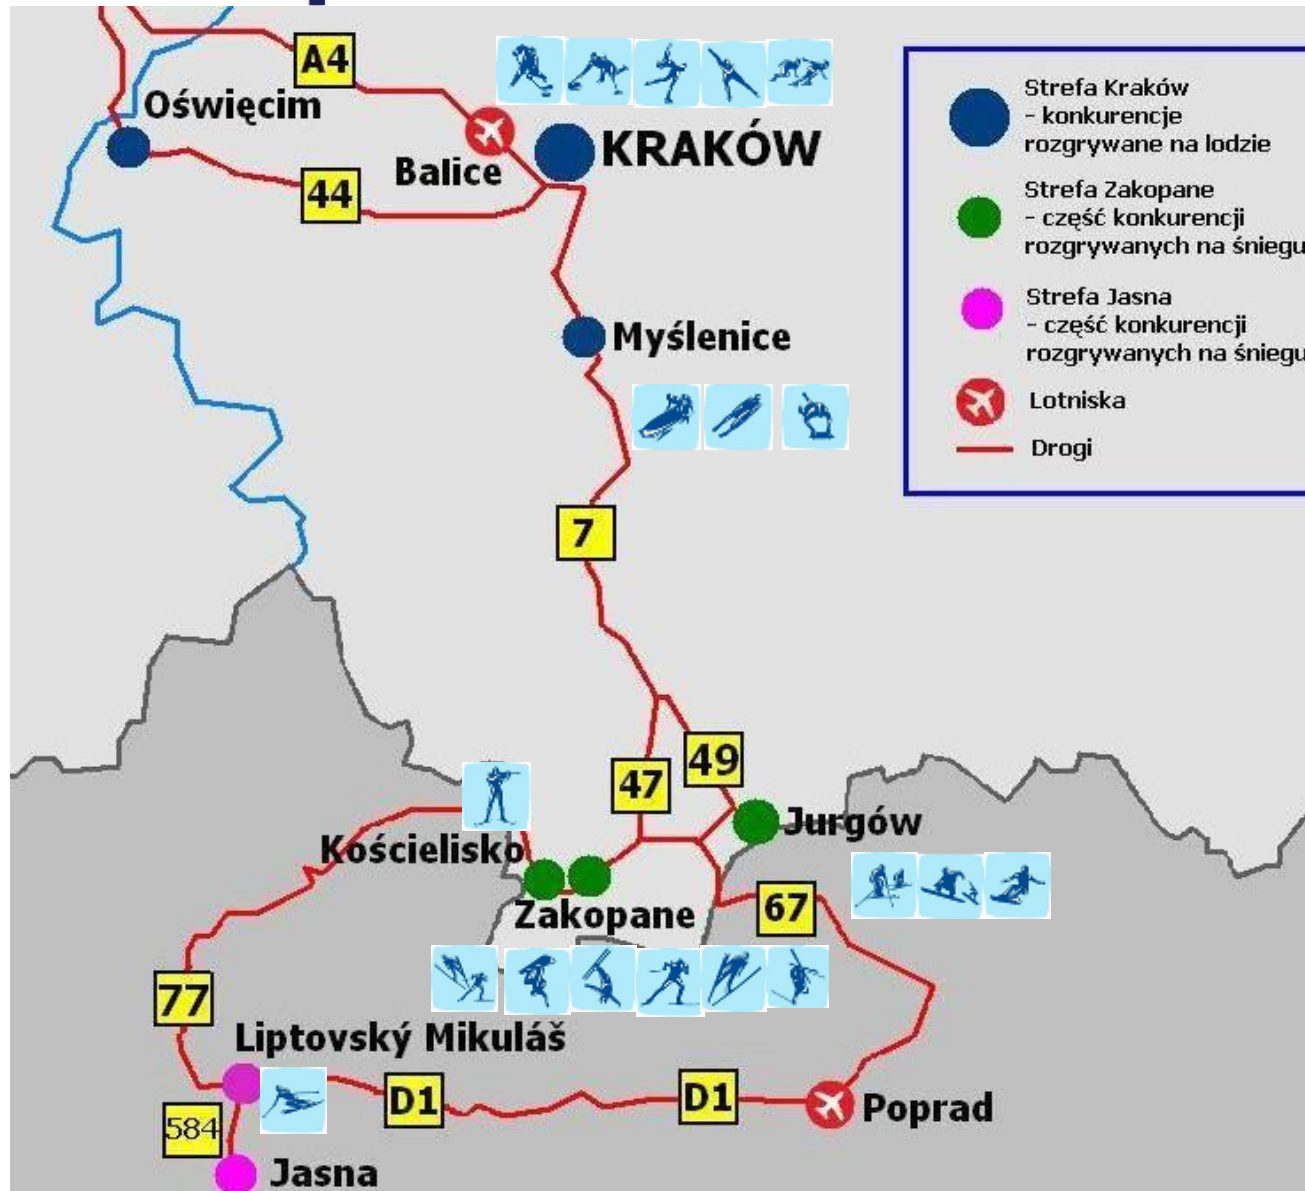 A4
Oświęcim
Balice
KRAKÓW
44
Myślenice
7
47
49
Jurgów
Kościelisko
Zakopane
67
77
Liptovský Mikuláš
D1
D1
Poprad
584
Jasna
Strefa Kraków
- konkurencje
rozgrywane na lodzie
Strefa Zakopane
- część konkurencji
rozgrywanych na śniegu
Strefa Jasna
- część konkurencji
rozgrywanych na śniegu
Lotniska
Drogi